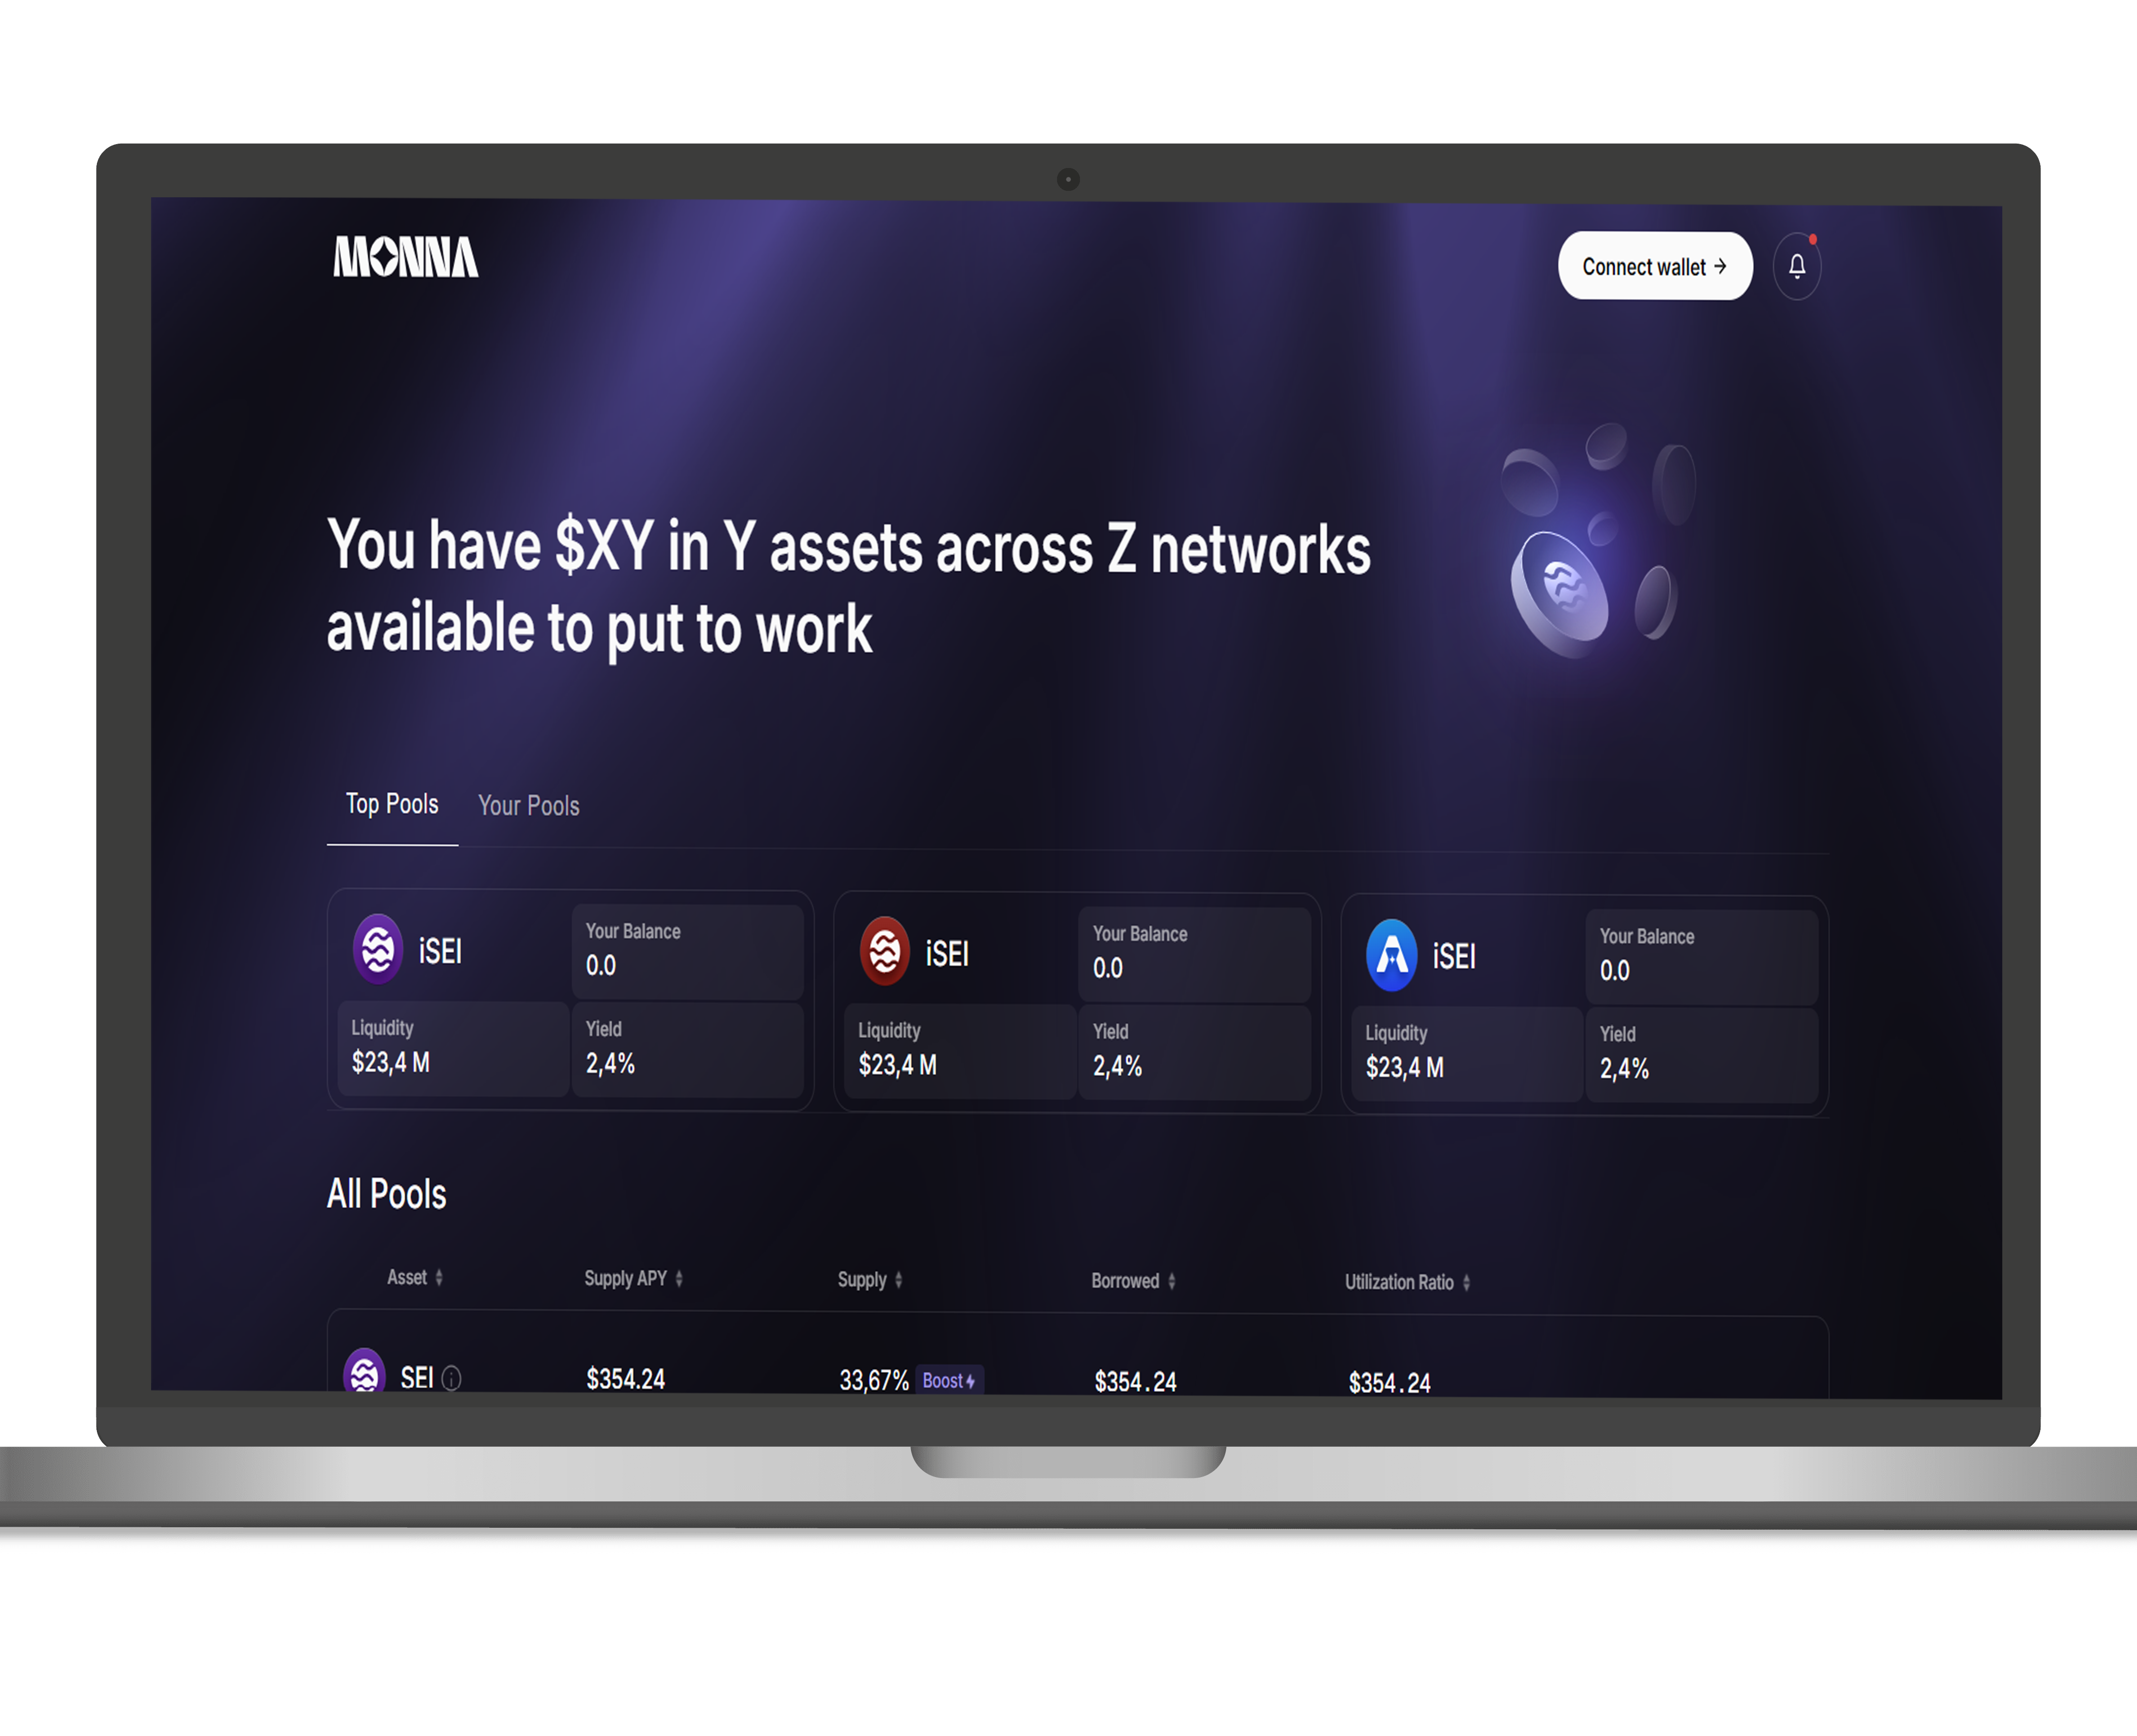 MONNA
Connect wallet →
You have $XY in Y assets across Z networks
available to put to work
Top Pools
Your Pools
iSEI
Your Balance
0.0
Liquidity
$23,4 M
Yield
2,4%
iSEI
Your Balance
0.0
Liquidity
$23,4 M
Yield
2,4%
iSEI
Your Balance
0.0
Liquidity
$23,4 M
Yield
2,4%
All Pools
Asset
Supply APY
Supply
Borrowed
Utilization Ratio
SEI
$354.24
33,67%
Boost
$354.24
$354.24